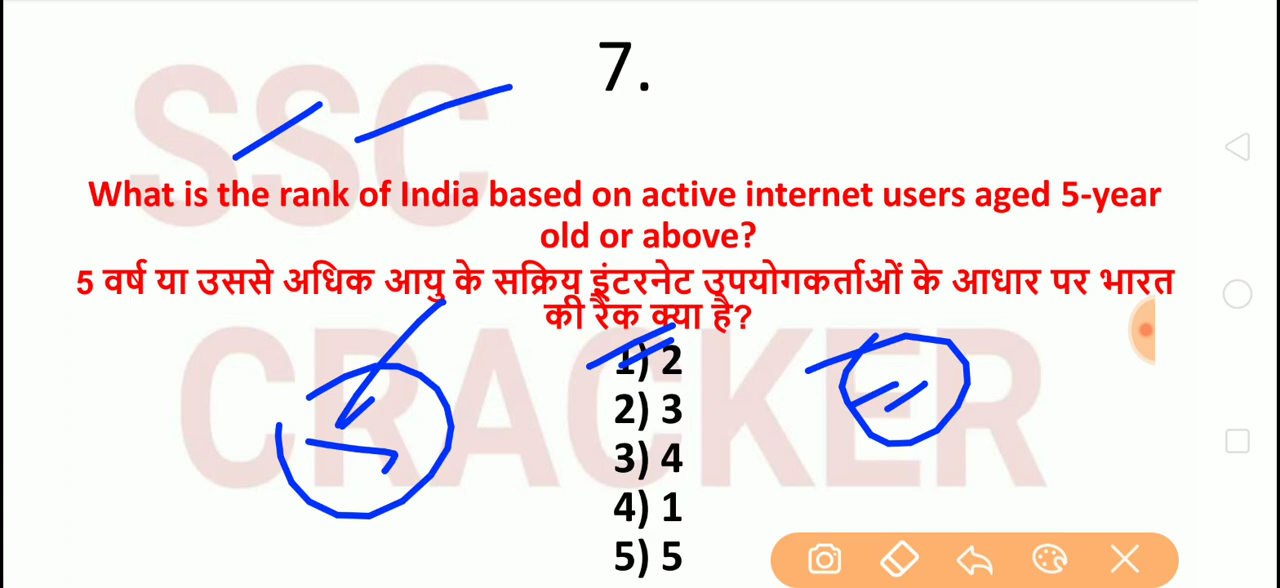 SSC
CRACKER
7.
What is the rank of India based on active internet users aged 5-year
old or above?
5 वर्ष या उससे अधिक आयु के सक्रिय इंटरनेट उपयोगकर्ताओं के आधार पर भारत
की रैंक क्या है?
1) 2
2) 3
3) 4
4) 1
5) 5